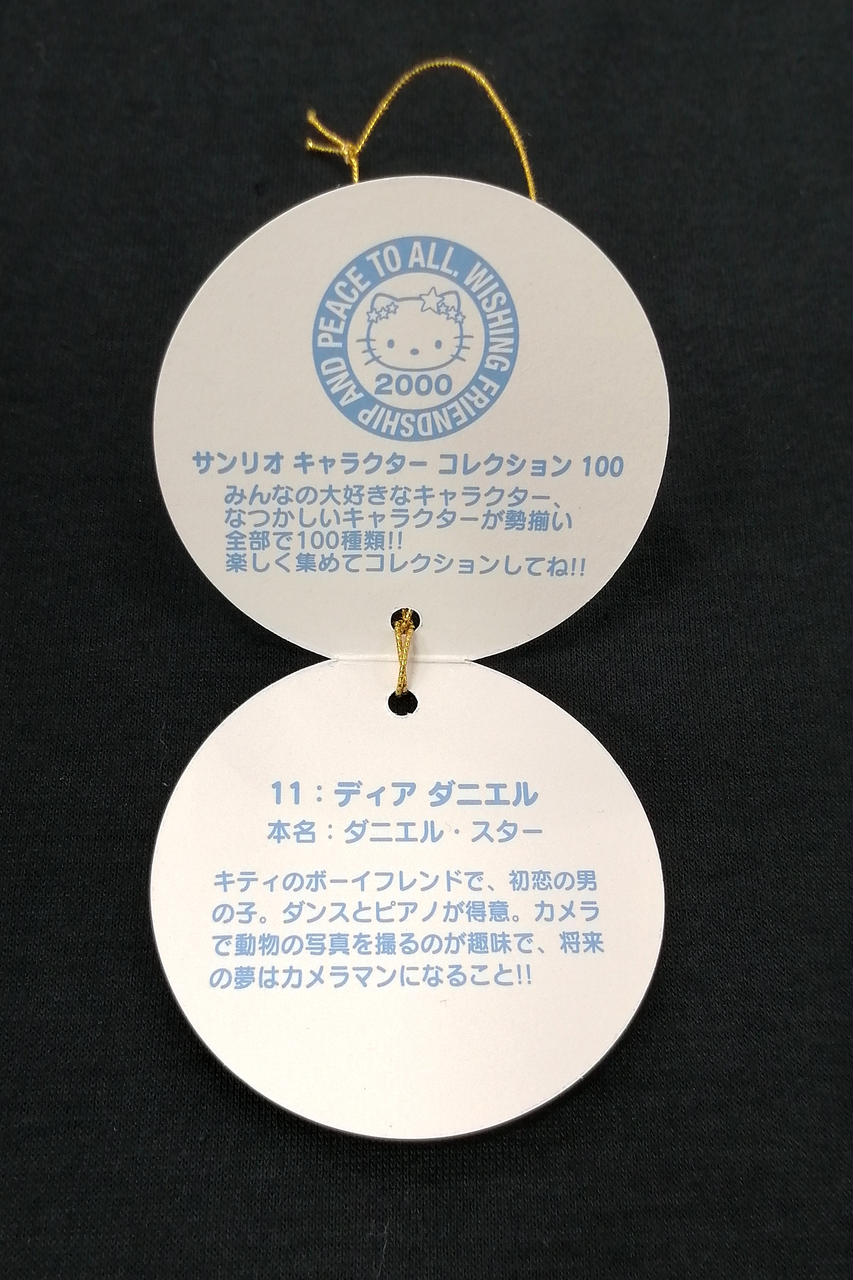 PEACE TO ALL. WISHING FRIENDSHIP AND
2000
サンリオ キャラクター コレクション 100
みんなの大好きなキャラクター、
なつかしいキャラクターが勢揃い
全部で100種類!!
楽しく集めてコレクションしてね!!
11：ディア ダニエル
本名：ダニエル・スター
キティのボーイフレンドで、初恋の男
の子。ダンスとピアノが得意。カメラ
で動物の写真を撮るのが趣味で、将来
の夢はカメラマンになること!!